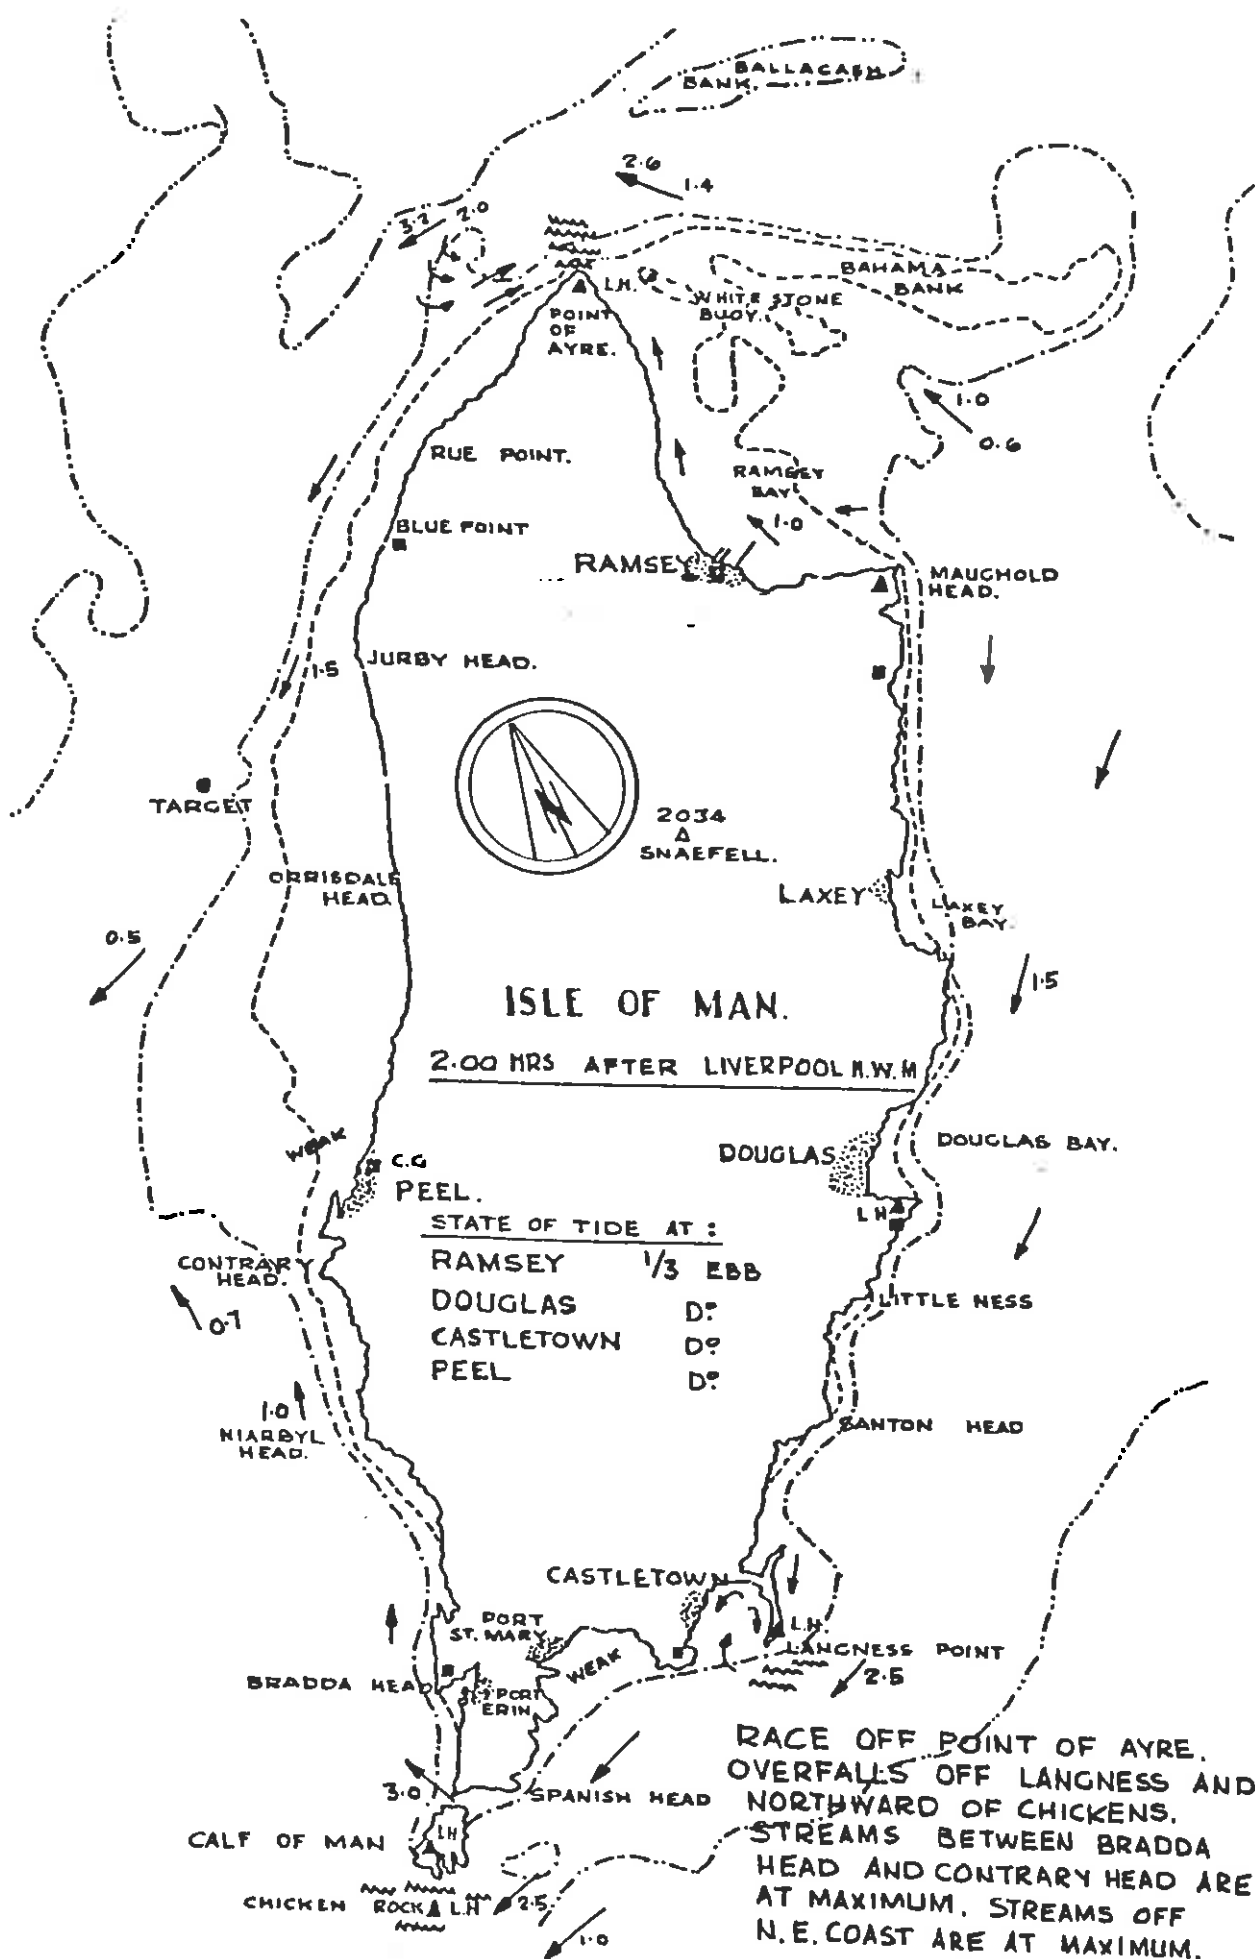 BALLACASH
BANK.
2.6
1.4
3.2 2.0
L.H.
BAHAMA
BANK
WHITE STONE
BUOY.
POINT
OF
AYRE.
1.0
0.6
RUE POINT.
RAMSEY
BAY
BLUE POINT
1.0
RAMSEY
MAUGHOLD
HEAD.
1.5
JURBY HEAD.
TARGET
2034
SNAEFELL.
ORRISDALE
HEAD.
LAXEY
LAXEY
BAY.
0.5
1.5
ISLE OF MAN.
2.00 HRS AFTER LIVERPOOL H.W.M
WEAK
C.G
PEEL.
DOUGLAS
DOUGLAS BAY.
L H
STATE OF TIDE AT :
RAMSEY 1/3 EBB
DOUGLAS Dº
CASTLETOWN Dº
PEEL Dº
CONTRARY
HEAD.
0.7
LITTLE NESS
1.0
NIARBYL
HEAD.
SANTON HEAD
CASTLETOWN
PORT
ST. MARY
WEAK
L.H.
LANGNESS POINT
2.5
BRADDA HEAD
PORT
ERIN
3.0
SPANISH HEAD
CALF OF MAN
LH
CHICKEN ROCK L.H
2.5
1.0
RACE OFF POINT OF AYRE.
OVERFALLS OFF LANGNESS AND
NORTHWARD OF CHICKENS.
STREAMS BETWEEN BRADDA
HEAD AND CONTRARY HEAD ARE
AT MAXIMUM. STREAMS OFF
N.E. COAST ARE AT MAXIMUM.